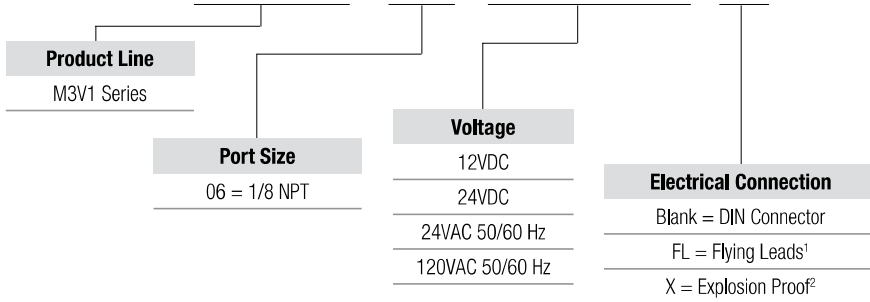 Product Line
M3V1 Series
Port Size
06 = 1/8 NPT
Voltage
12VDC
24VDC
24VAC 50/60 Hz
120VAC 50/60 Hz
Electrical Connection
Blank = DIN Connector
FL = Flying Leads¹
X = Explosion Proof²